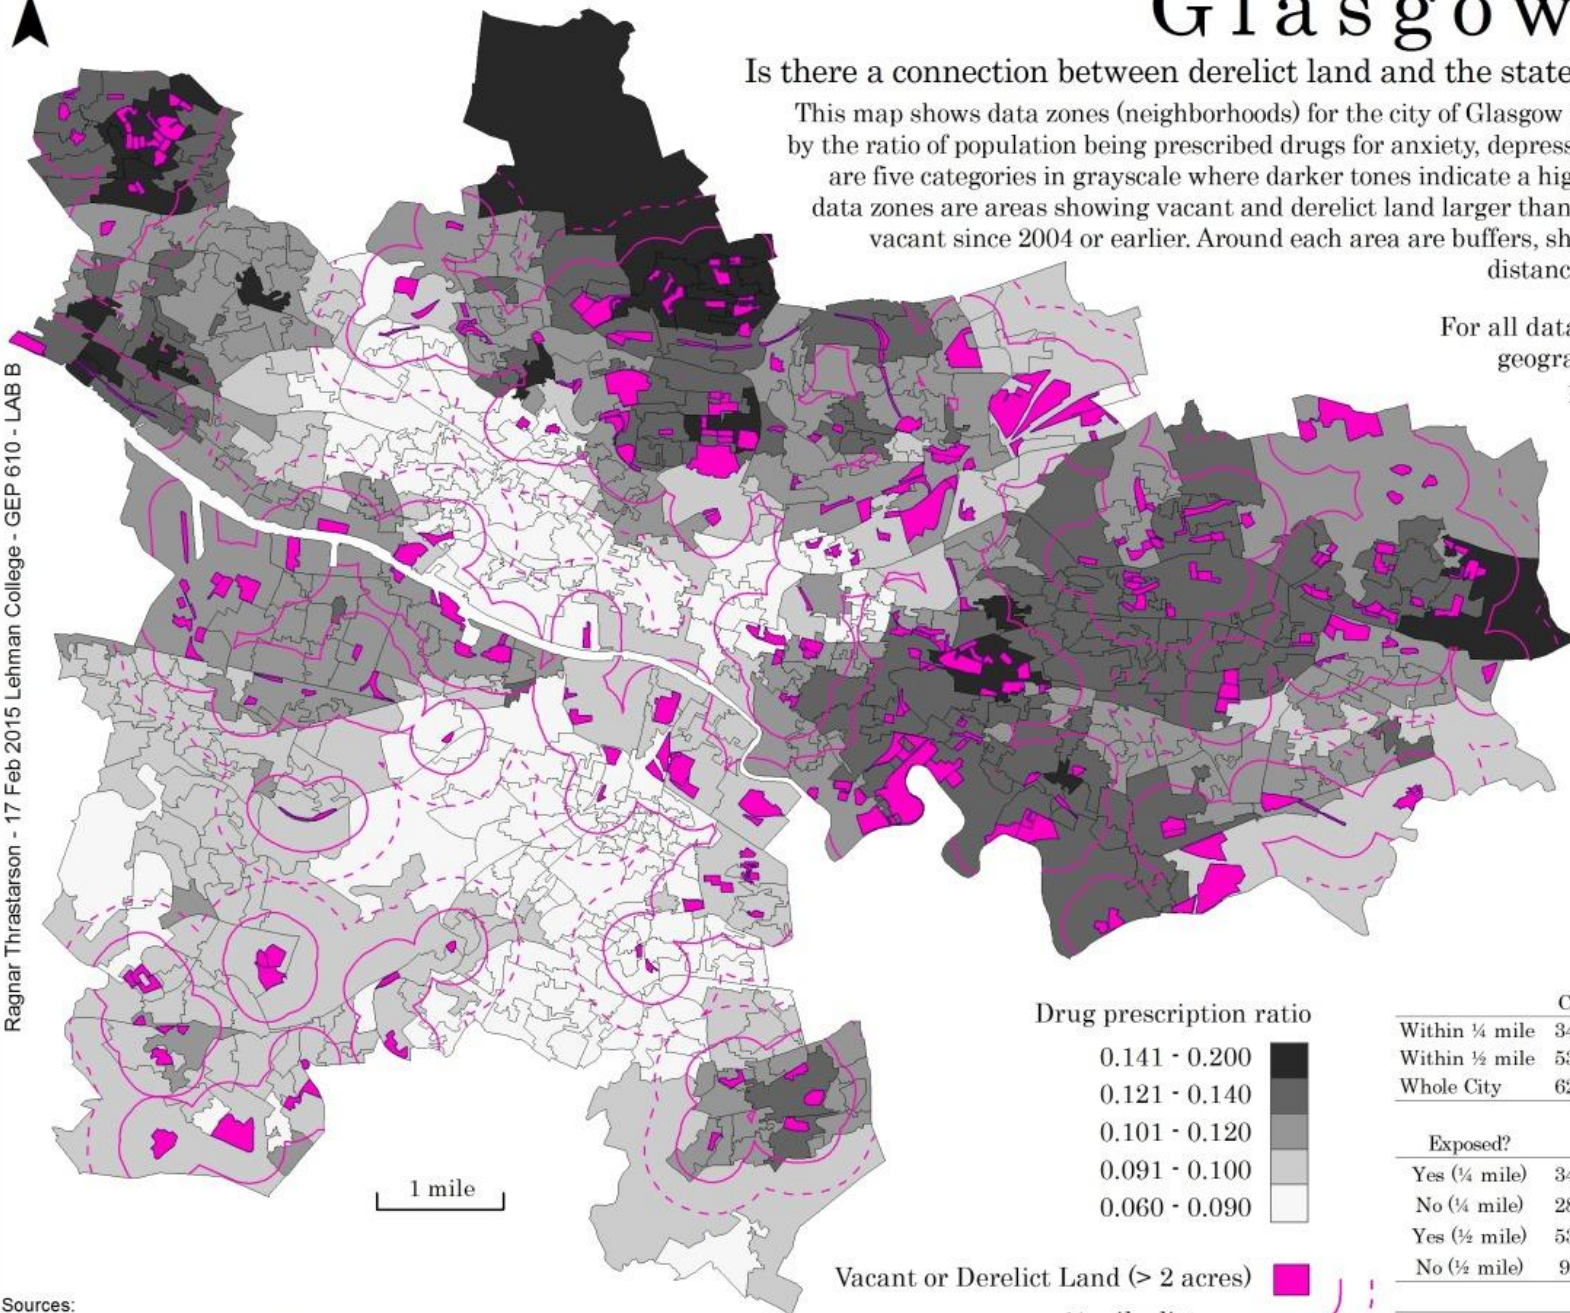 Glasgow
Is there a connection between derelict land and the state
This map shows data zones (neighborhoods) for the city of Glasgow
by the ratio of population being prescribed drugs for anxiety, depress
are five categories in grayscale where darker tones indicate a hig
data zones are areas showing vacant and derelict land larger than
vacant since 2004 or earlier. Around each area are buffers, sh
distanc
For all data
geogra
Ragnar Thrastarson - 17 Feb 2015 Lehman College - GEP 610 - LAB B
1 mile
Drug prescription ratio
0.141 - 0.200
0.121 - 0.140
0.101 - 0.120
0.091 - 0.100
0.060 - 0.090
Vacant or Derelict Land (> 2 acres)
C
Within ¼ mile 34
Within ½ mile 53
Whole City 62
Exposed?
Yes (¼ mile) 34
No (¼ mile) 28
Yes (½ mile) 53
No (½ mile) 9
Sources: